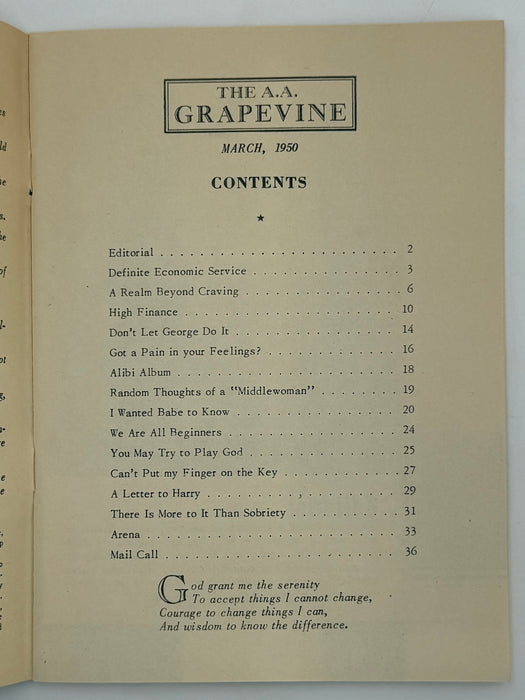 THE A.A.
GRAPEVINE
MARCH, 1950
CONTENTS
★
Editorial . . . . . . . . . . . . . . . . . . . . . . . . 2
Definite Economic Service . . . . . . . . . . . . . . 3
A Realm Beyond Craving . . . . . . . . . . . . . . . 6
High Finance . . . . . . . . . . . . . . . . . . . . . 10
Don't Let George Do It . . . . . . . . . . . . . . . . 14
Got a Pain in your Feelings? . . . . . . . . . . . . . 16
Alibi Album . . . . . . . . . . . . . . . . . . . . . 18
Random Thoughts of a "Middlewoman" . . . . . . . . 19
I Wanted Babe to Know . . . . . . . . . . . . . . . 20
We Are All Beginners . . . . . . . . . . . . . . . . 24
You May Try to Play God . . . . . . . . . . . . . . 25
Can't Put my Finger on the Key . . . . . . . . . . . 27
A Letter to Harry . . . . . . . . . . . . . . . . . . 29
There Is More to It Than Sobriety . . . . . . . . . . 31
Arena . . . . . . . . . . . . . . . . . . . . . . . . 33
Mail Call . . . . . . . . . . . . . . . . . . . . . . 36
God grant me the serenity
To accept things I cannot change,
Courage to change things I can,
And wisdom to know the difference.